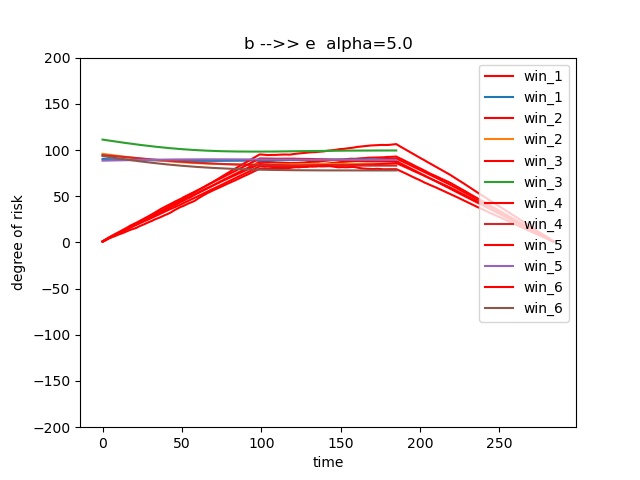 b -->> e  alpha=5.0
degree of risk
200
150
100
50
0
−50
−100
−150
−200
win_1
win_1
win_2
win_2
win_3
win_3
win_4
win_4
win_5
win_5
win_6
win_6
0 50 100 150 200 250
time